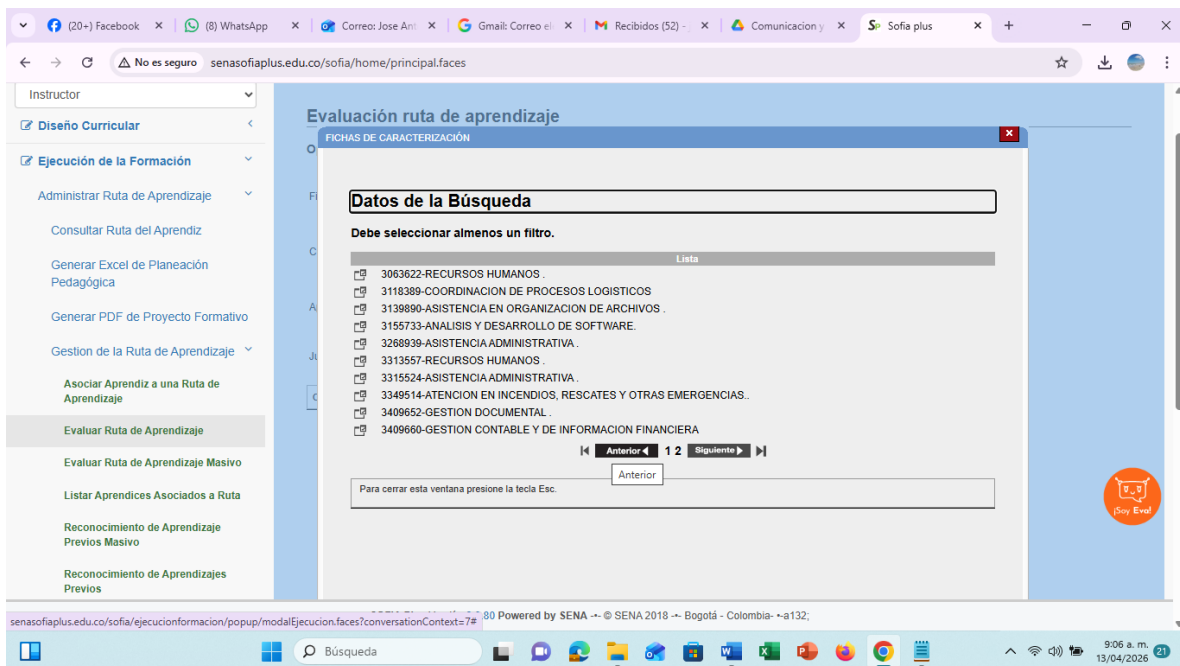 (20+) Facebook
(8) WhatsApp
Correo: Jose Ant
Gmail: Correo el
Recibidos (52) -
Comunicacion y
Sofia plus
No es seguro
senasofiaplus.edu.co/sofia/home/principal.faces
Instructor
Diseño Curricular
Ejecución de la Formación
Administrar Ruta de Aprendizaje
Consultar Ruta del Aprendiz
Generar Excel de Planeación
Pedagógica
Generar PDF de Proyecto Formativo
Gestion de la Ruta de Aprendizaje
Asociar Aprendiz a una Ruta de
Aprendizaje
Evaluar Ruta de Aprendizaje
Evaluar Ruta de Aprendizaje Masivo
Listar Aprendices Asociados a Ruta
Reconocimiento de Aprendizaje
Previos Masivo
Reconocimiento de Aprendizajes
Previos
Evaluación ruta de aprendizaje
FICHAS DE CARACTERIZACIÓN
Datos de la Búsqueda
Debe seleccionar almenos un filtro.
Lista
3063622-RECURSOS HUMANOS .
3118389-COORDINACION DE PROCESOS LOGISTICOS
3139890-ASISTENCIA EN ORGANIZACION DE ARCHIVOS .
3155733-ANALISIS Y DESARROLLO DE SOFTWARE.
3268939-ASISTENCIA ADMINISTRATIVA .
3313557-RECURSOS HUMANOS .
3315524-ASISTENCIA ADMINISTRATIVA .
3349514-ATENCION EN INCENDIOS, RESCATES Y OTRAS EMERGENCIAS..
3409652-GESTION DOCUMENTAL .
3409660-GESTION CONTABLE Y DE INFORMACION FINANCIERA
Anterior 1 2 Siguiente
Anterior
Para cerrar esta ventana presione la tecla Esc.
¡Soy Eva!
80 Powered by SENA -•- © SENA 2018 -•- Bogotá - Colombia- •-a132;
senasofiaplus.edu.co/sofia/ejecucionformacion/popup/modalEjecucion.faces?conversationContext=7#
Búsqueda
9:06 a. m.
13/04/2026
21